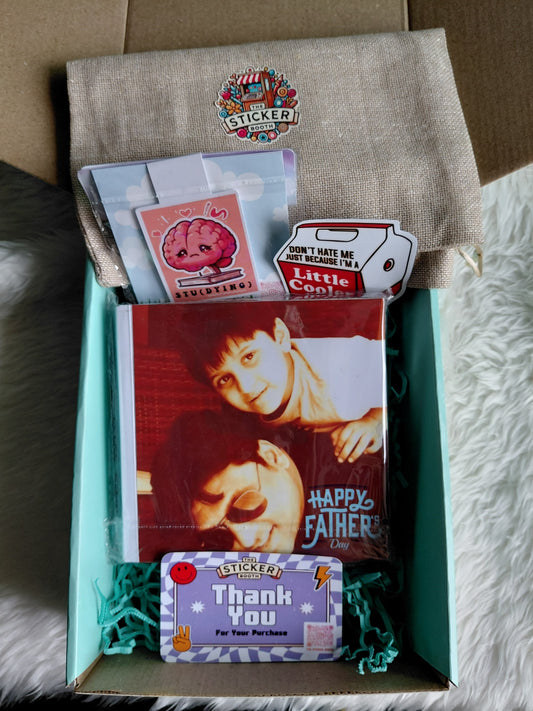 THE
STICKER
BOOTH
STU(DYING)
DON'T HATE ME
JUST BECAUSE I'M A
Little
Cooler
HAPPY
FATHER'S
Day
THE
STICKER
BOOTH
Thank
You
For Your Purchase